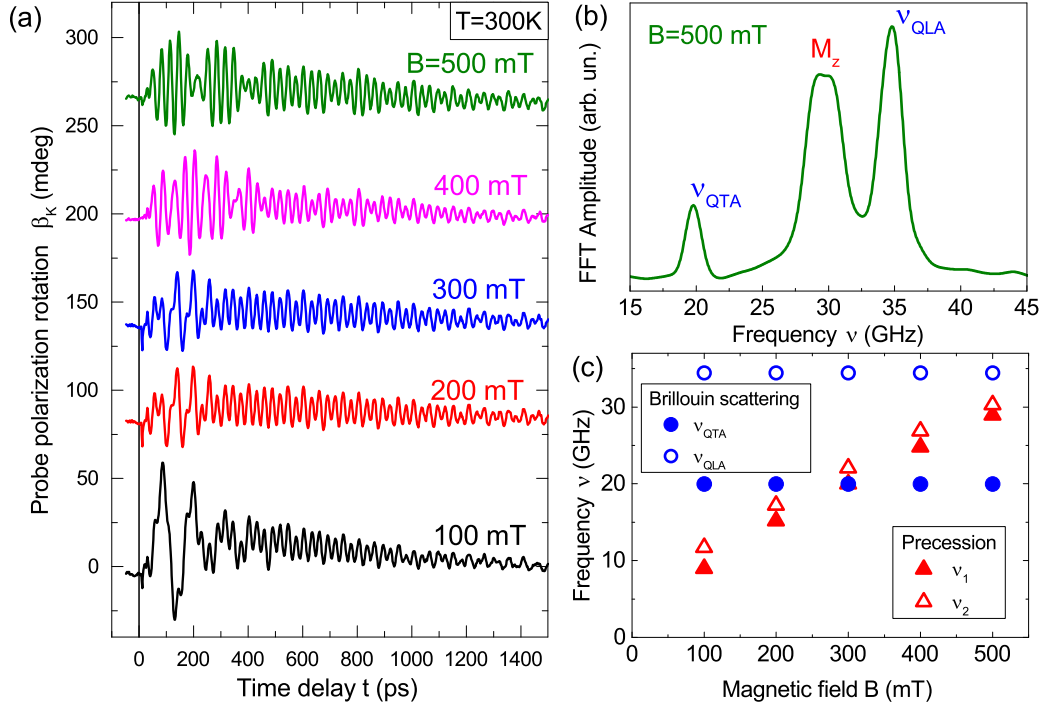 (a)
T=300K
B=500 mT
400 mT
300 mT
200 mT
100 mT
300
250
200
150
100
50
0
Probe polarization rotation β_K (mdeg)
0 200 400 600 800 1000 1200 1400
Time delay t (ps)
(b)
B=500 mT
ν_QTA
M_z
ν_QLA
FFT Amplitude (arb. un.)
15 20 25 30 35 40 45
Frequency ν (GHz)
(c)
Brillouin scattering
ν_QTA
ν_QLA
Precession
ν_1
ν_2
30
20
10
0
Frequency ν (GHz)
0 100 200 300 400 500
Magnetic field B (mT)